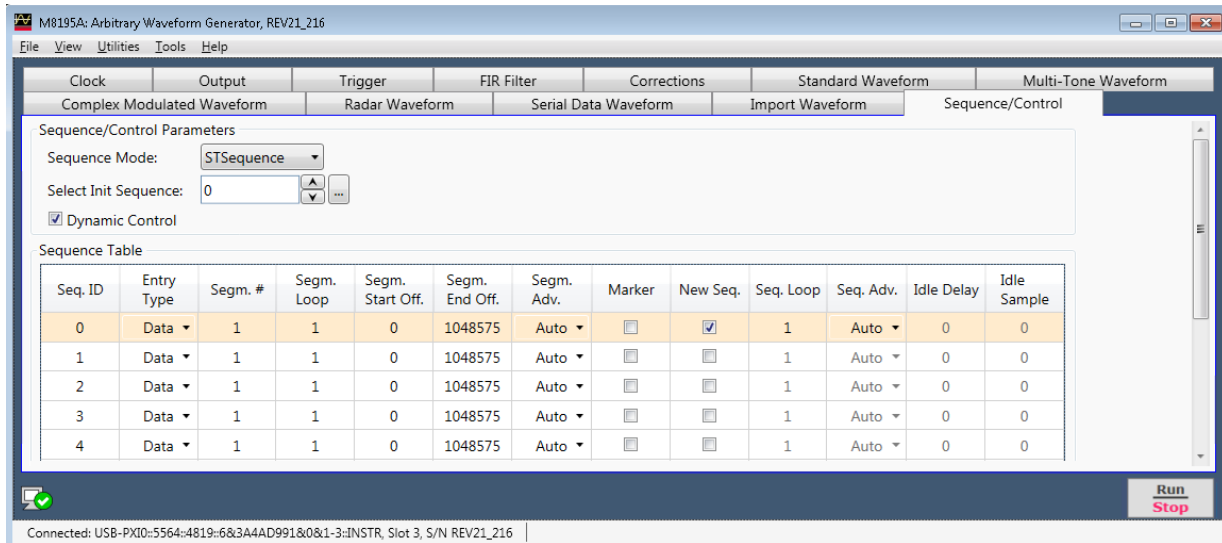 M8195A: Arbitrary Waveform Generator, REV21_216
File View Utilities Tools Help
Clock Output Trigger FIR Filter Corrections Standard Waveform Multi-Tone Waveform
Complex Modulated Waveform Radar Waveform Serial Data Waveform Import Waveform Sequence/Control
Sequence/Control Parameters
Sequence Mode: STSequence
Select Init Sequence: 0 ...
Dynamic Control
Sequence Table
Seq. ID Entry Type Segm. # Segm. Loop Segm. Start Off. Segm. End Off. Segm. Adv. Marker New Seq. Seq. Loop Seq. Adv. Idle Delay Idle Sample
0 Data 1 1 0 1048575 Auto 1 Auto 0 0
1 Data 1 1 0 1048575 Auto 1 Auto 0 0
2 Data 1 1 0 1048575 Auto 1 Auto 0 0
3 Data 1 1 0 1048575 Auto 1 Auto 0 0
4 Data 1 1 0 1048575 Auto 1 Auto 0 0
Run
Stop
Connected: USB-PXI0::5564::4819::6&3A4AD991&0&1-3::INSTR, Slot 3, S/N REV21_216